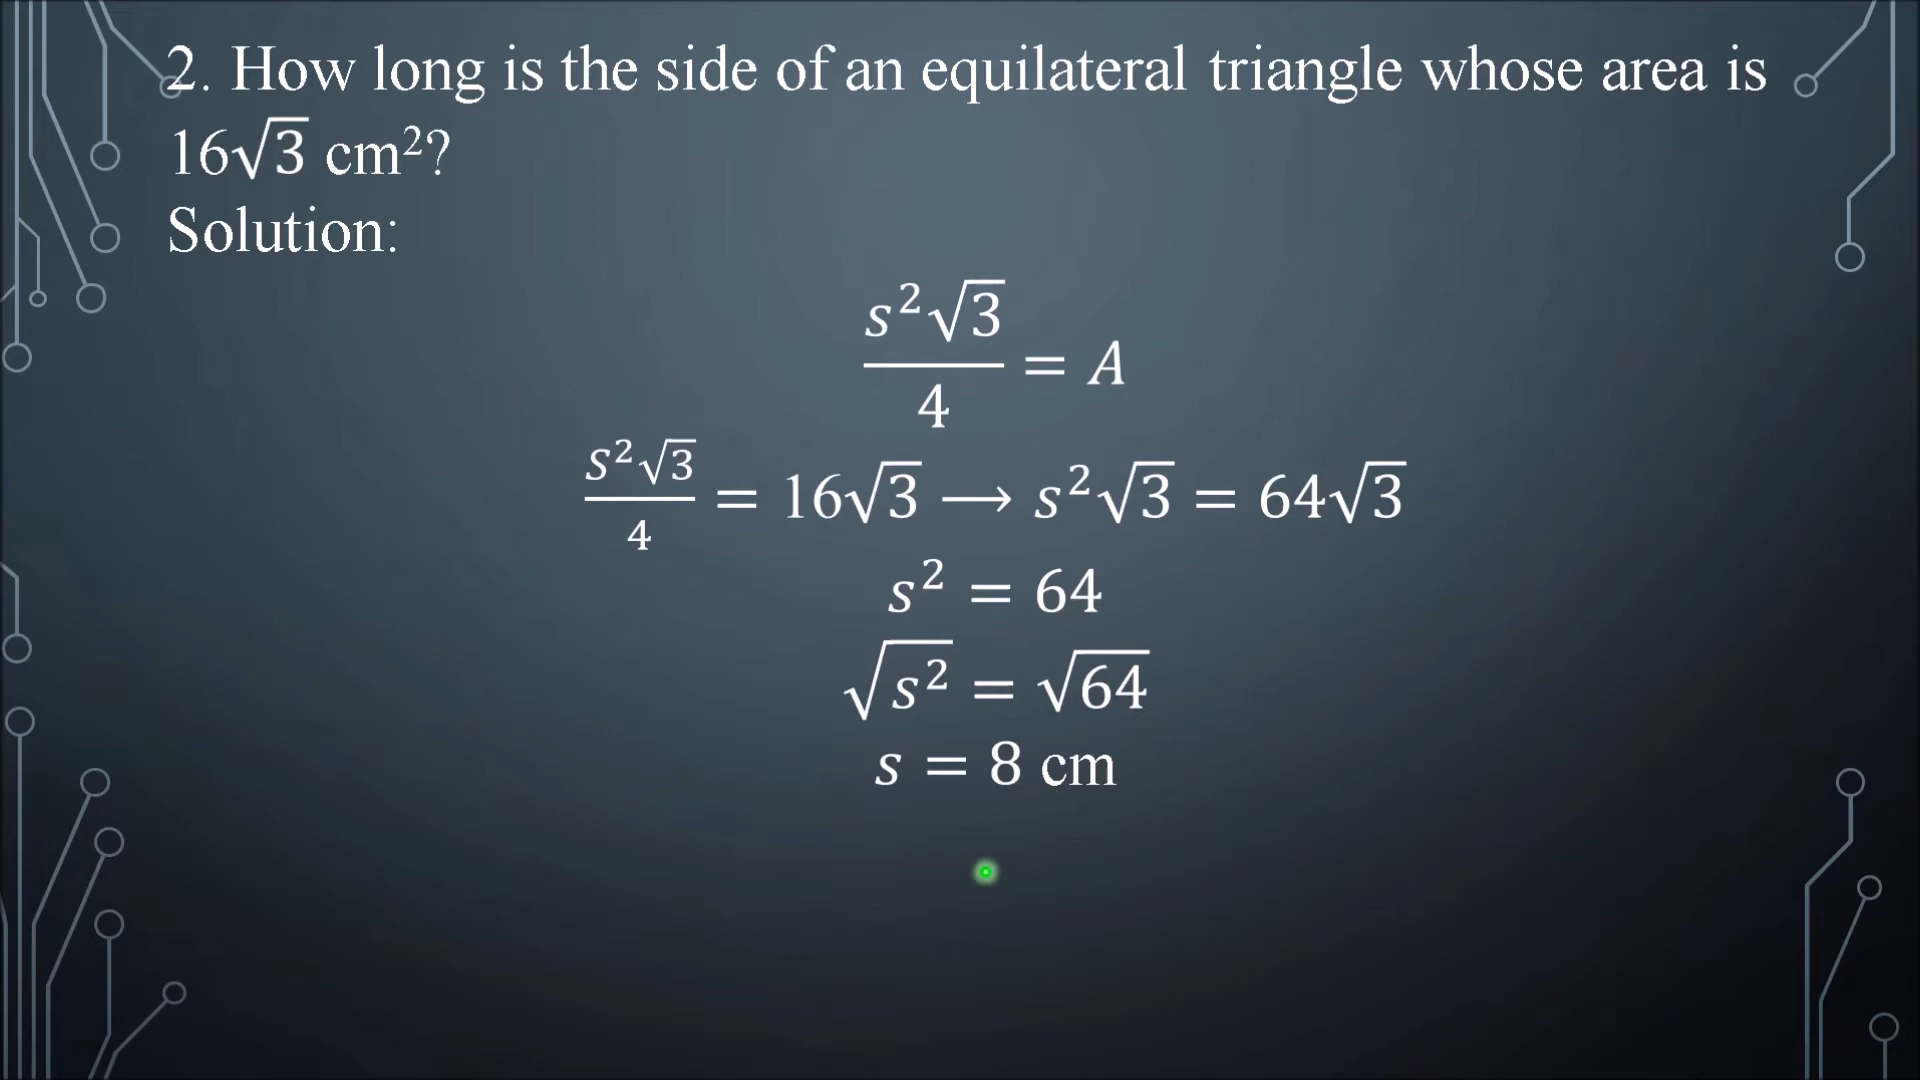 2. How long is the side of an equilateral triangle whose area is
16√3 cm²?
Solution:
s²√3/4 = A
S²√3/4 = 16√3 → s²√3 = 64√3
s² = 64
√s² = √64
s = 8 cm